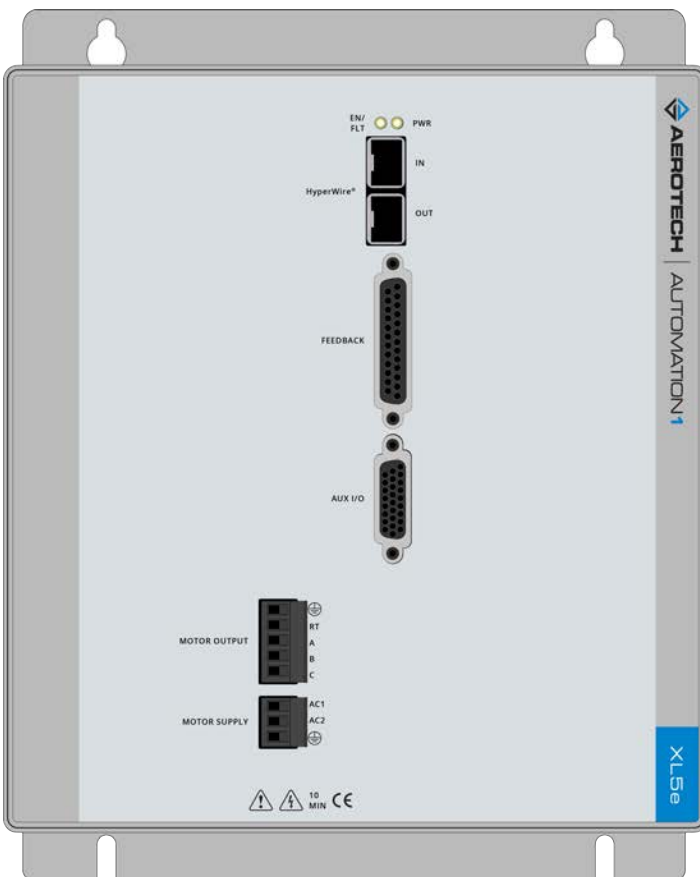 EN/
FLT
PWR
IN
HyperWire®
OUT
FEEDBACK
AUX I/O
MOTOR OUTPUT
RT
A
B
C
MOTOR SUPPLY
AC1
AC2
10
MIN
CE
AEROTECH | AUTOMATION1
XL5e